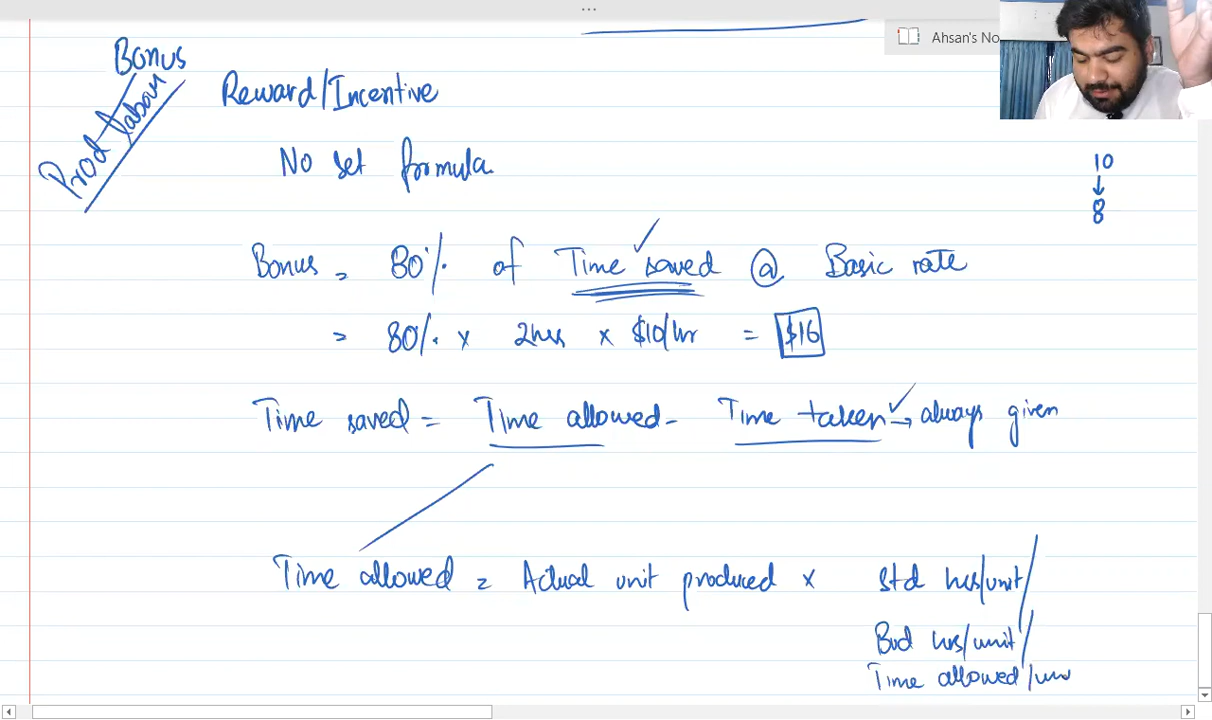 Ahsan's No
Bonus
Prod labour
Reward/Incentive
No set formula
10
↓
8
Bonus = 80% of Time saved @ Basic rate
= 80% x 2hrs x $10/hr = $16
Time saved = Time allowed - Time taken → always given
Time allowed = Actual unit produced x Std hrs/unit/
Bud hrs/unit/
Time allowed/